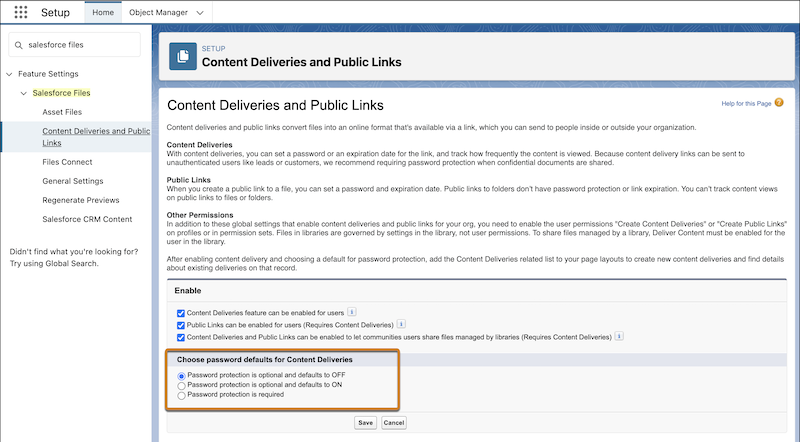 Setup
Home
Object Manager
salesforce files
Feature Settings
Salesforce Files
Asset Files
Content Deliveries and Public
Links
Files Connect
General Settings
Regenerate Previews
Salesforce CRM Content
Didn't find what you're looking for?
Try using Global Search.
SETUP
Content Deliveries and Public Links
Content Deliveries and Public Links
Help for this Page
Content deliveries and public links convert files into an online format that's available via a link, which you can send to people inside or outside your organization.
Content Deliveries
With content deliveries, you can set a password or an expiration date for the link, and track how frequently the content is viewed. Because content delivery links can be sent to
unauthenticated users like leads or customers, we recommend requiring password protection when confidential documents are shared.
Public Links
When you create a public link to a file, you can set a password and expiration date. Public links to folders don't have password protection or link expiration. You can't track content views
on public links to files or folders.
Other Permissions
In addition to these global settings that enable content deliveries and public links for your org, you need to enable the user permissions "Create Content Deliveries" or "Create Public Links"
on profiles or in permission sets. Files in libraries are governed by settings in the library, not user permissions. To share files managed by a library, Deliver Content must be enabled for the
user in the library.
After enabling content delivery and choosing a default for password protection, add the Content Deliveries related list to your page layouts to create new content deliveries and find details
about existing deliveries on that record.
Enable
Content Deliveries feature can be enabled for users
Public Links can be enabled for users (Requires Content Deliveries)
Content Deliveries and Public Links can be enabled to let communities users share files managed by libraries (Requires Content Deliveries)
Choose password defaults for Content Deliveries
Password protection is optional and defaults to OFF
Password protection is optional and defaults to ON
Password protection is required
Save Cancel